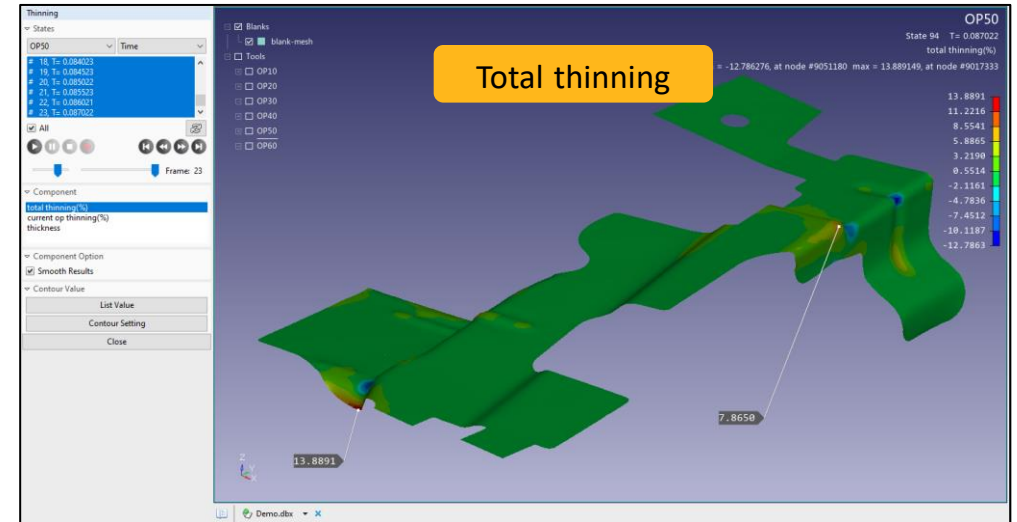 Thinning
States
OP50 Time
# 18, T= 0.084023
# 19, T= 0.084523
# 20, T= 0.085022
# 21, T= 0.085523
# 22, T= 0.086021
# 23, T= 0.087022
All
Frame: 23
Component
total thinning(%)
current op thinning(%)
thickness
Component Option
Smooth Results
Contour Value
List Value
Contour Setting
Close
Blanks
blank-mesh
Tools
OP10
OP20
OP30
OP40
OP50
OP60
Total thinning
OP50
State 94 T= 0.087022
total thinning(%)
= -12.786276, at node #9051180 max = 13.889149, at node #9017333
13.8891
11.2216
8.5541
5.8865
3.2190
0.5514
-2.1161
-4.7836
-7.4512
-10.1187
-12.7863
7.8650
13.8891
Z
Y
X
Demo.dbx